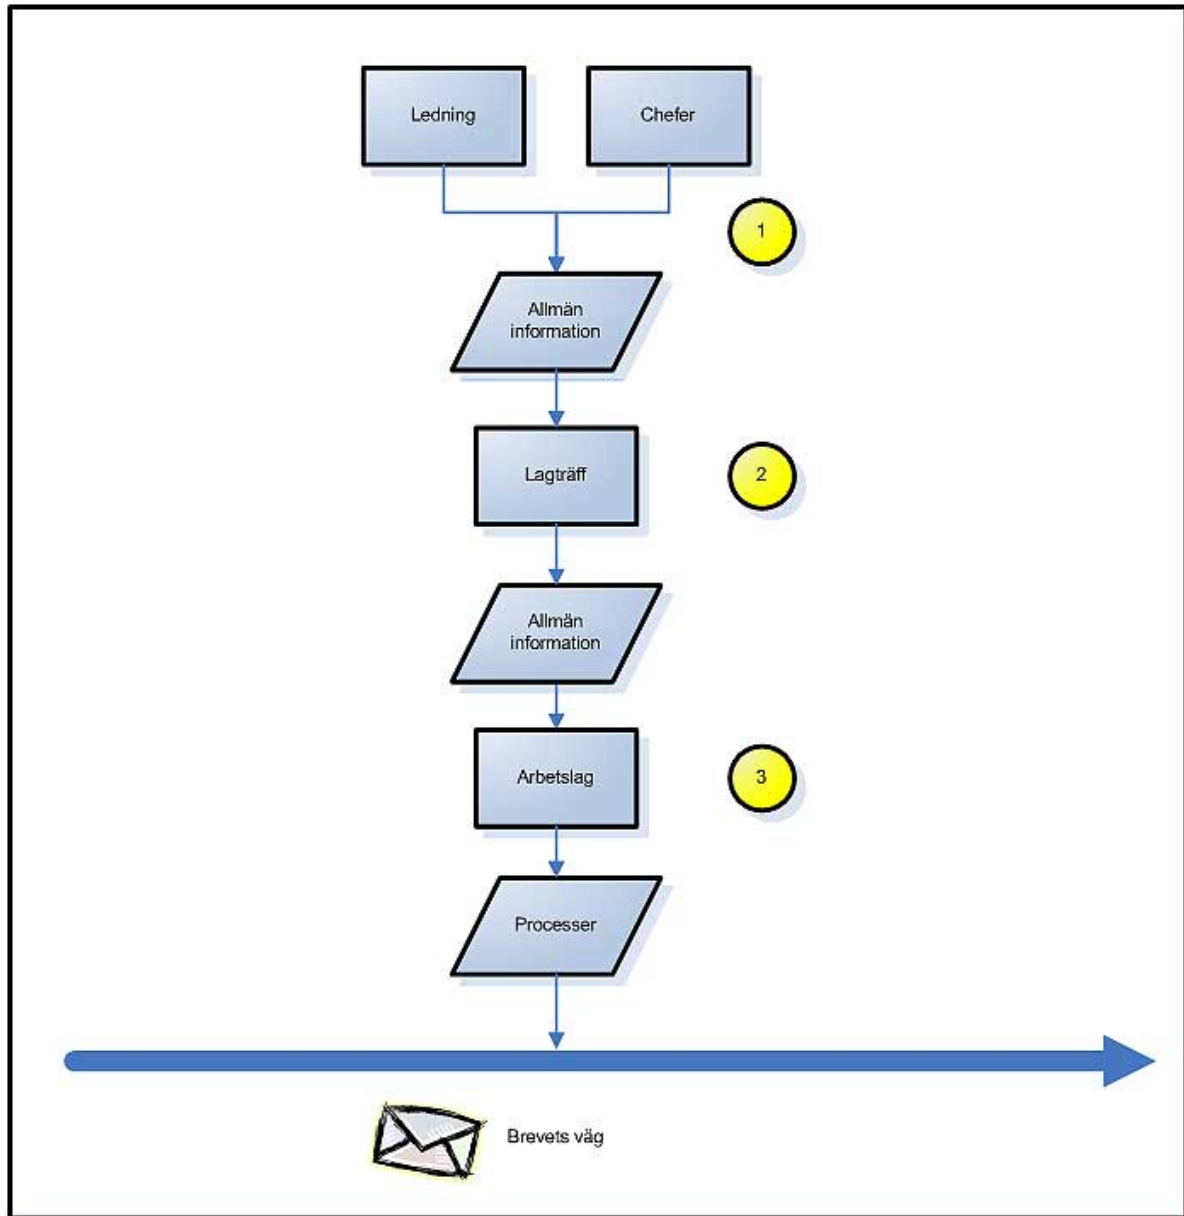 Ledning
Chefer
1
Allmän
information
Lagträff
2
Allmän
information
Arbetslag
3
Processer
Brevets väg